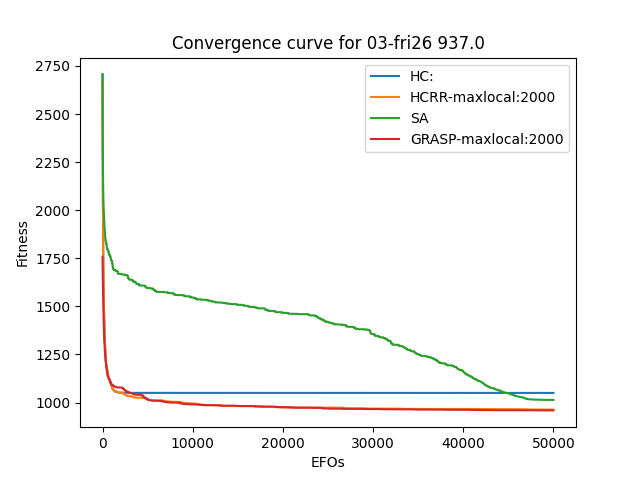 Convergence curve for 03-fri26 937.0
HC:
HCRR-maxlocal:2000
SA
GRASP-maxlocal:2000
Fitness
2750
2500
2250
2000
1750
1500
1250
1000
0 10000 20000 30000 40000 50000
EFOs